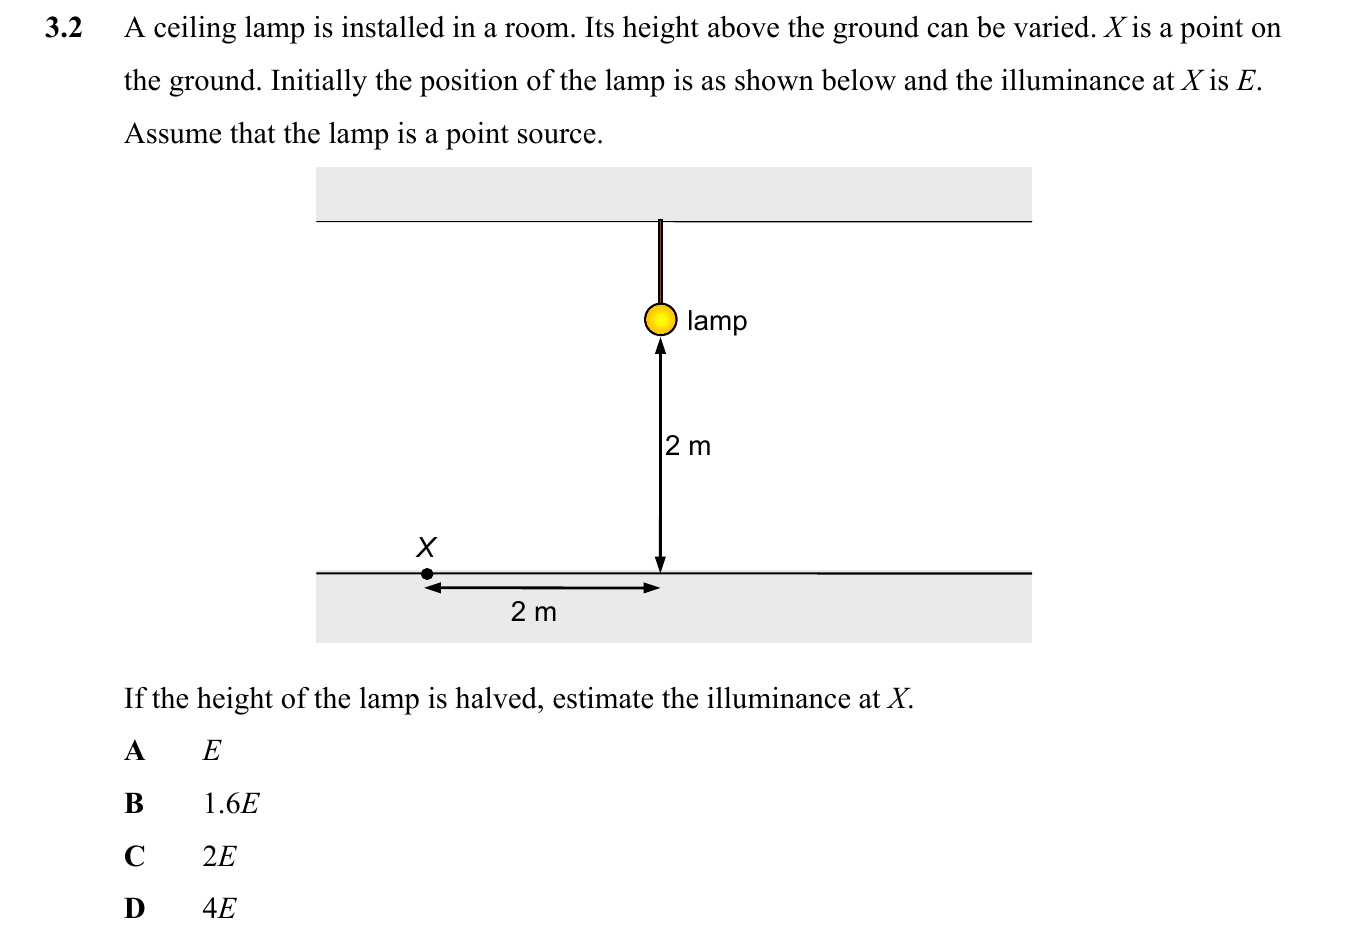 3.2 A ceiling lamp is installed in a room. Its height above the ground can be varied. X is a point on
the ground. Initially the position of the lamp is as shown below and the illuminance at X is E.
Assume that the lamp is a point source.
lamp
2 m
X
2 m
If the height of the lamp is halved, estimate the illuminance at X.
A E
B 1.6E
C 2E
D 4E